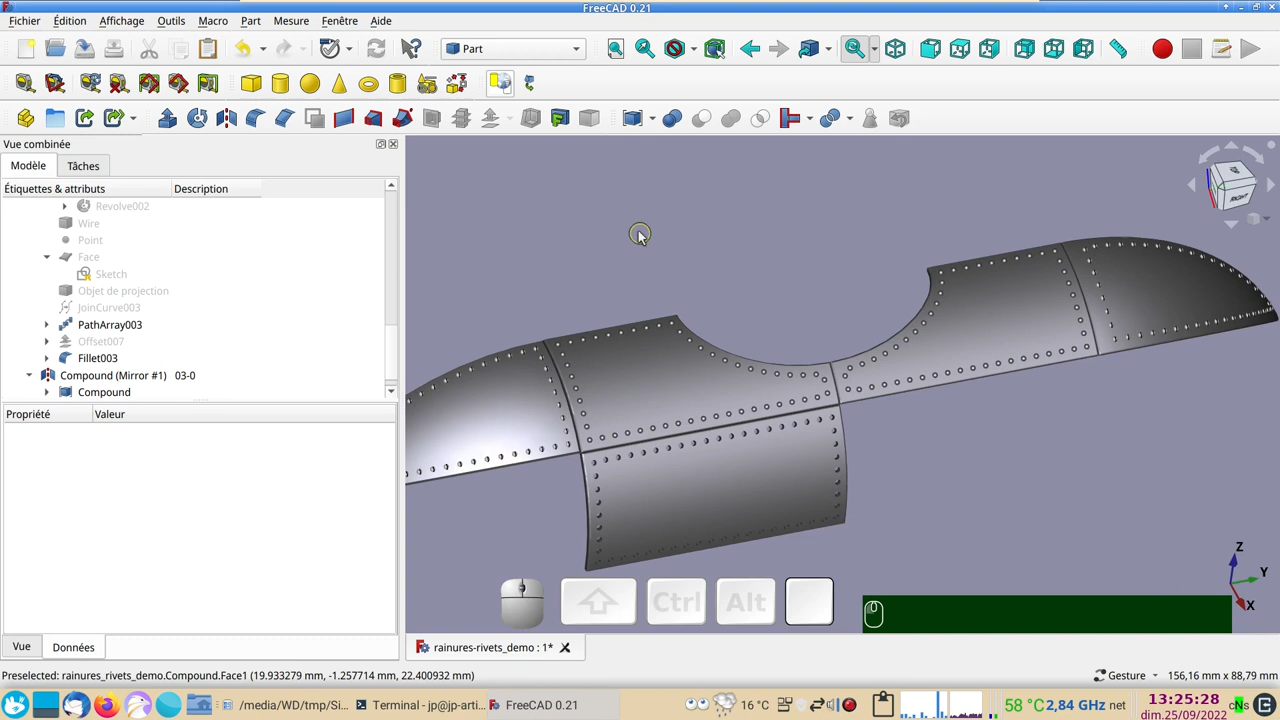 FreeCAD 0.21
Fichier Édition Affichage Outils Macro Part Mesure Fenêtre Aide
Part
Vue combinée
Modèle Tâches
Étiquettes & attributs Description
Revolve002
Wire
Point
Face
Sketch
Objet de projection
JoinCurve003
PathArray003
Offset007
Fillet003
Compound (Mirror #1) 03-0
Compound
Propriété Valeur
Z
Y
X
Ctrl Alt
Vue Données
rainures-rivets_demo : 1*
Preselected: rainures_rivets_demo.Compound.Face1 (19.933279 mm, -1.257714 mm, 22.400932 mm)
Gesture 156,16 mm x 88,79 mm
/media/WD/tmp/Si... Terminal - jp@jp-arti... FreeCAD 0.21
16 °C
58 °C 2,84 GHz net
13:25:28
dim.25/09/2022
cNs